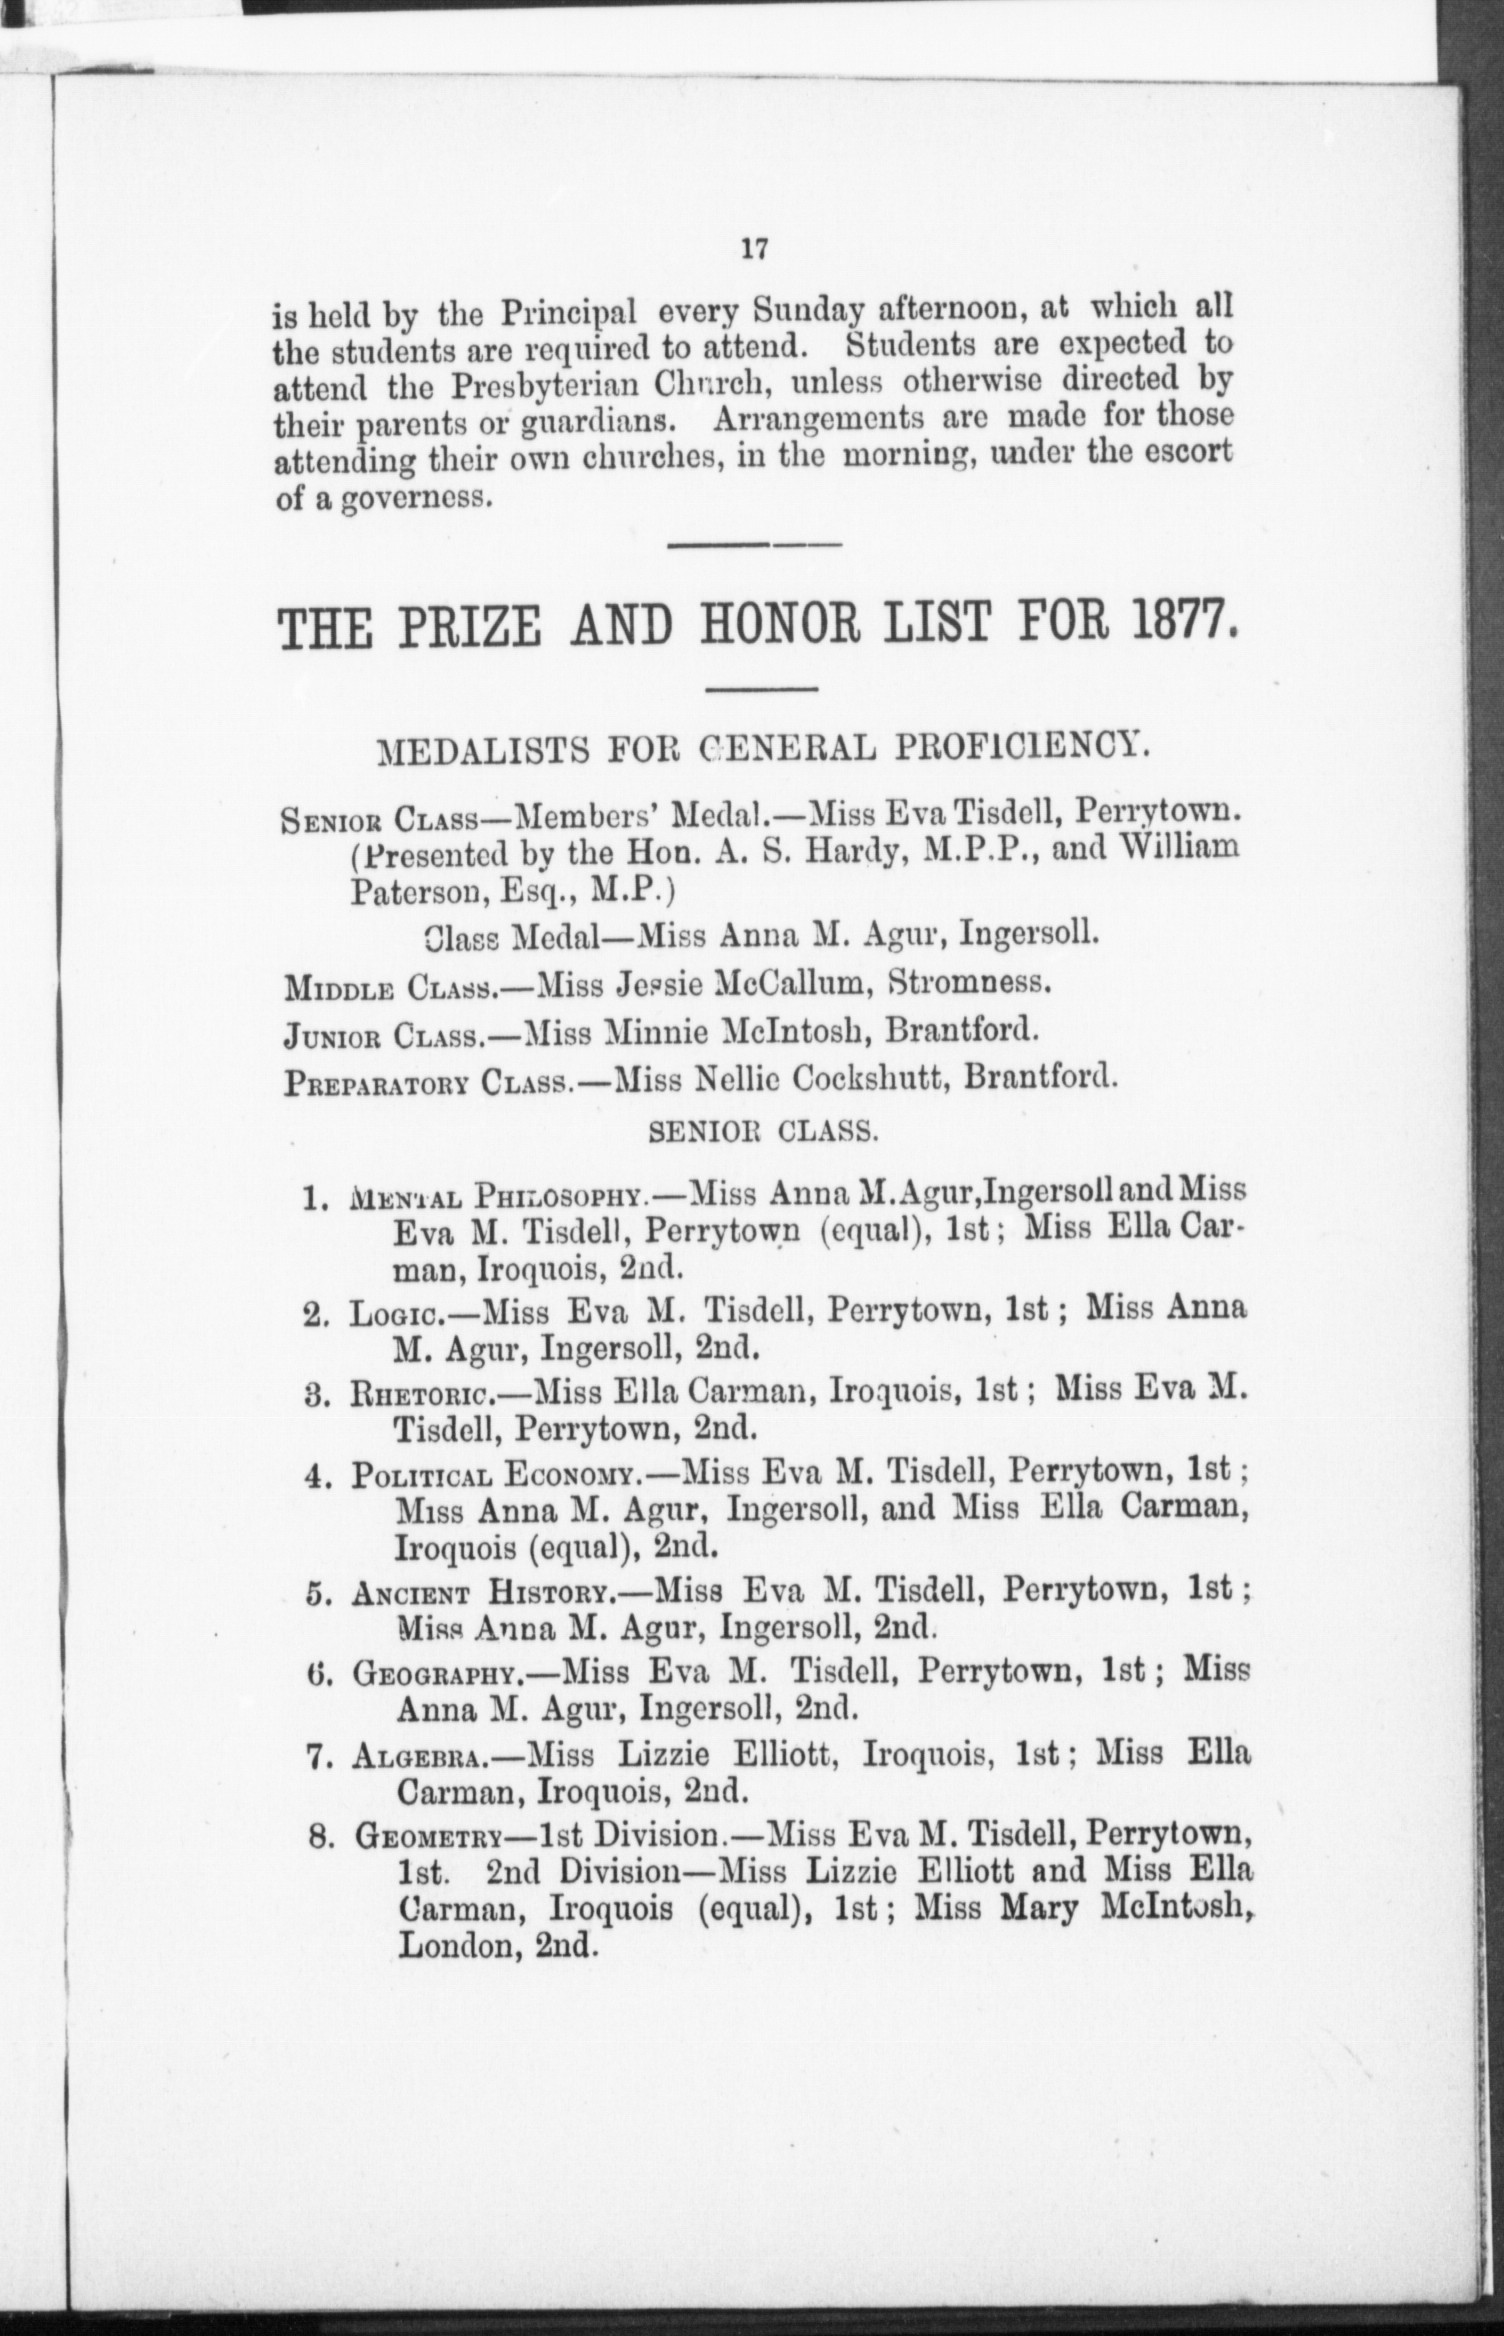 17
is held by the Principal every Sunday afternoon, at which all
the students are required to attend. Students are expected to
attend the Presbyterian Church, unless otherwise directed by
their parents or guardians. Arrangements are made for those
attending their own churches, in the morning, under the escort
of a governess.
THE PRIZE AND HONOR LIST FOR 1877.
MEDALISTS FOR GENERAL PROFICIENCY.
SENIOR CLASS—Members' Medal.—Miss Eva Tisdell, Perrytown.
(Presented by the Hon. A. S. Hardy, M.P.P., and William
Paterson, Esq., M.P.)
Class Medal—Miss Anna M. Agur, Ingersoll.
MIDDLE CLASS.—Miss Jessie McCallum, Stromness.
JUNIOR CLASS.—Miss Minnie McIntosh, Brantford.
PREPARATORY CLASS.—Miss Nellie Cockshutt, Brantford.
SENIOR CLASS.
1. MENTAL PHILOSOPHY.—Miss Anna M. Agur, Ingersoll and Miss
Eva M. Tisdell, Perrytown (equal), 1st; Miss Ella Car-
man, Iroquois, 2nd.
2. LOGIC.—Miss Eva M. Tisdell, Perrytown, 1st; Miss Anna
M. Agur, Ingersoll, 2nd.
3. RHETORIC.—Miss Ella Carman, Iroquois, 1st; Miss Eva M.
Tisdell, Perrytown, 2nd.
4. POLITICAL ECONOMY.—Miss Eva M. Tisdell, Perrytown, 1st;
Miss Anna M. Agur, Ingersoll, and Miss Ella Carman,
Iroquois (equal), 2nd.
5. ANCIENT HISTORY.—Miss Eva M. Tisdell, Perrytown, 1st;
Miss Anna M. Agur, Ingersoll, 2nd.
6. GEOGRAPHY.—Miss Eva M. Tisdell, Perrytown, 1st; Miss
Anna M. Agur, Ingersoll, 2nd.
7. ALGEBRA.—Miss Lizzie Elliott, Iroquois, 1st; Miss Ella
Carman, Iroquois, 2nd.
8. GEOMETRY—1st Division.—Miss Eva M. Tisdell, Perrytown,
1st. 2nd Division—Miss Lizzie Elliott and Miss Ella
Carman, Iroquois (equal), 1st; Miss Mary McIntosh,
London, 2nd.